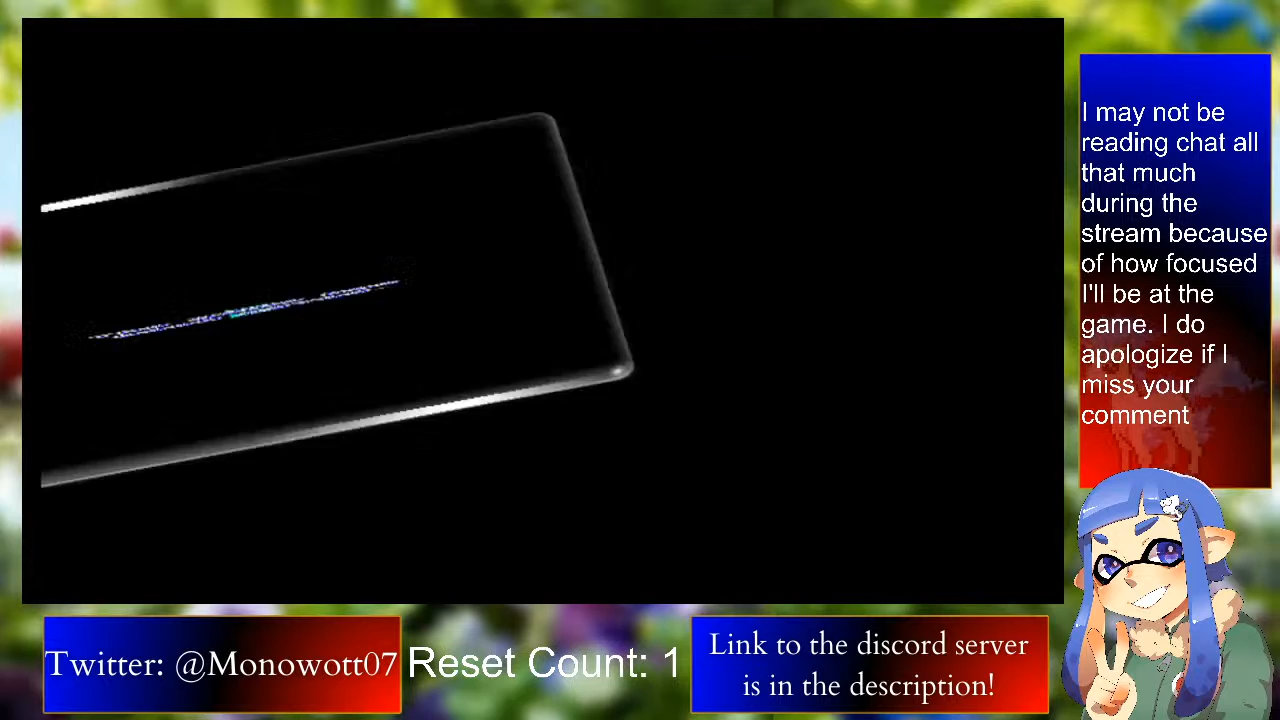 I may not be
reading chat all
that much
during the
stream because
of how focused
I'll be at the
game. I do
apologize if I
miss your
comment
Twitter: @Monowott07
Reset Count: 1
Link to the discord server
is in the description!